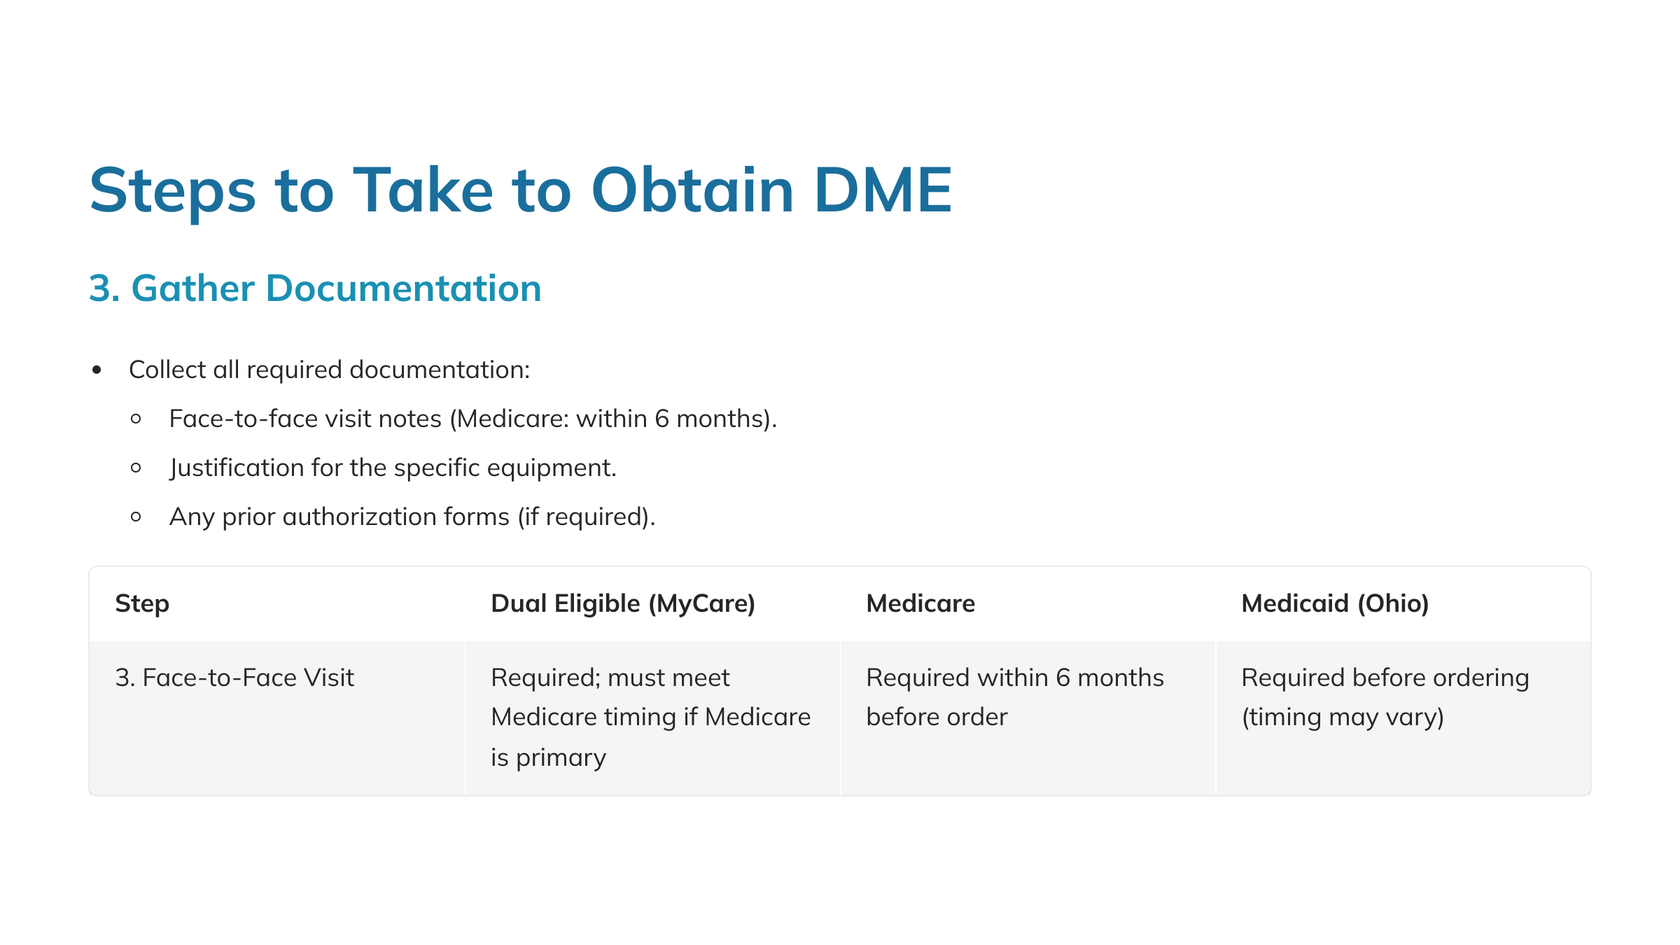 Steps to Take to Obtain DME
3. Gather Documentation
• Collect all required documentation:
○ Face-to-face visit notes (Medicare: within 6 months).
○ Justification for the specific equipment.
○ Any prior authorization forms (if required).
Step
Dual Eligible (MyCare)
Medicare
Medicaid (Ohio)
3. Face-to-Face Visit
Required; must meet
Medicare timing if Medicare
is primary
Required within 6 months
before order
Required before ordering
(timing may vary)